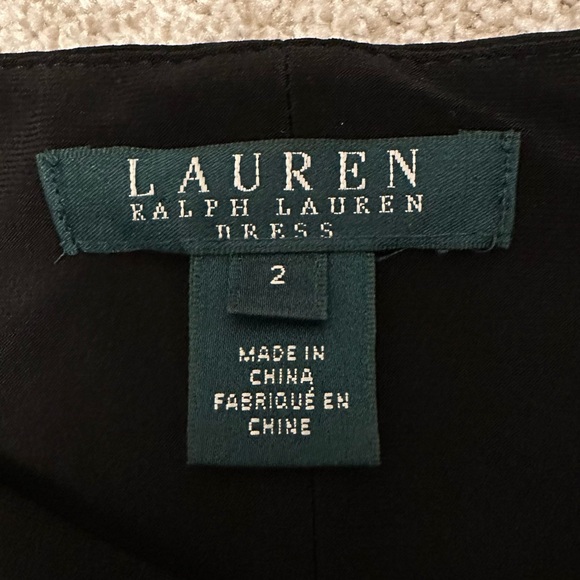 LAUREN
RALPH LAUREN
DRESS
2
MADE IN
CHINA
FABRIQUÉ EN
CHINE